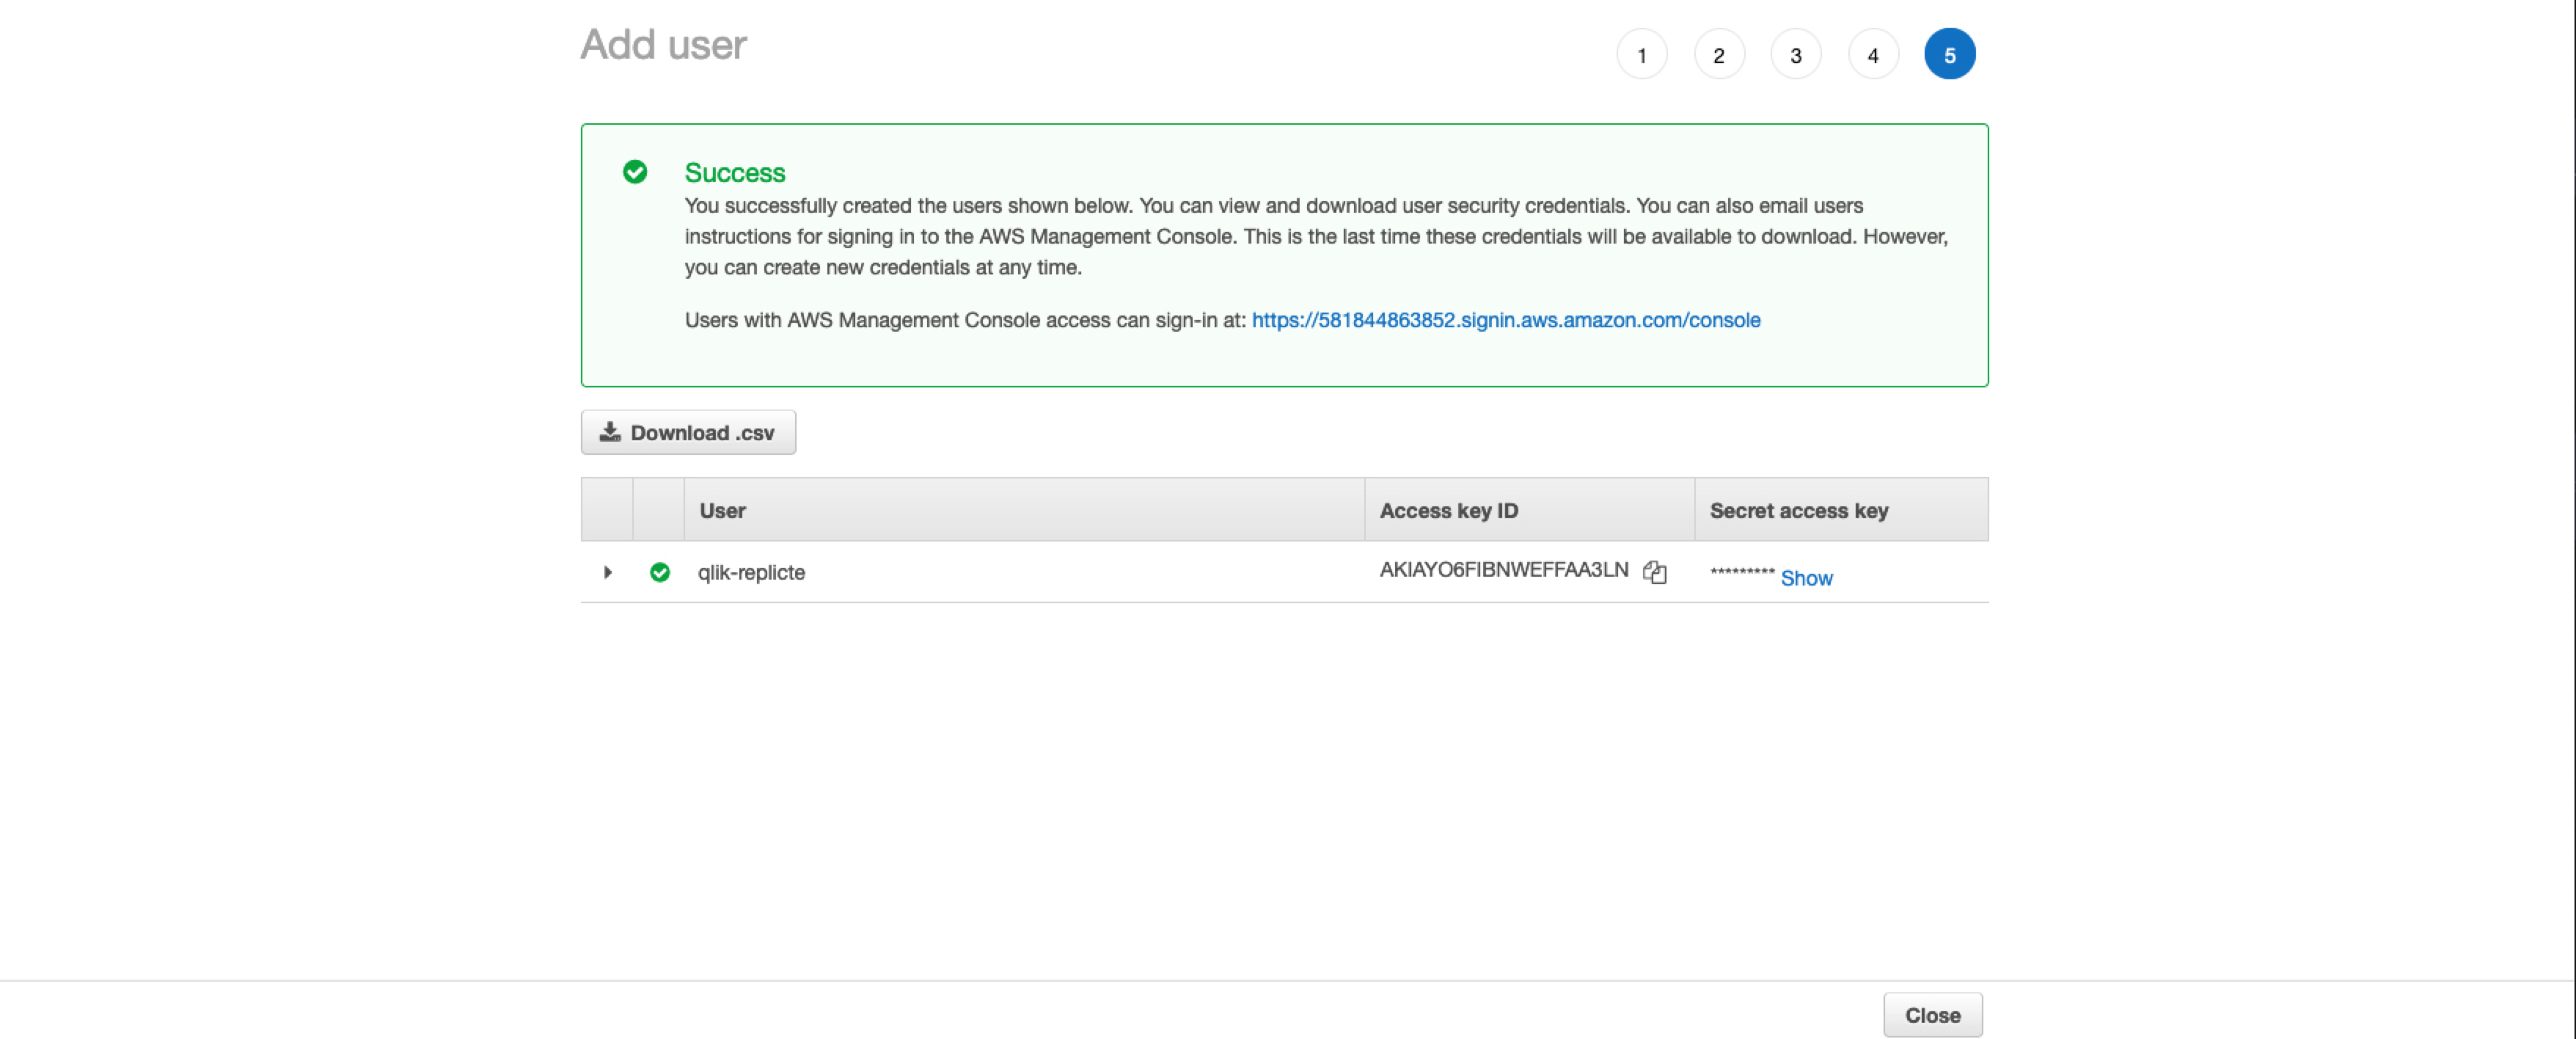 Add user
1 2 3 4 5
Success
You successfully created the users shown below. You can view and download user security credentials. You can also email users
instructions for signing in to the AWS Management Console. This is the last time these credentials will be available to download. However,
you can create new credentials at any time.
Users with AWS Management Console access can sign-in at: https://581844863852.signin.aws.amazon.com/console
Download .csv
User Access key ID Secret access key
qlik-replicte AKIAYO6FIBNWEFFAA3LN ********* Show
Close